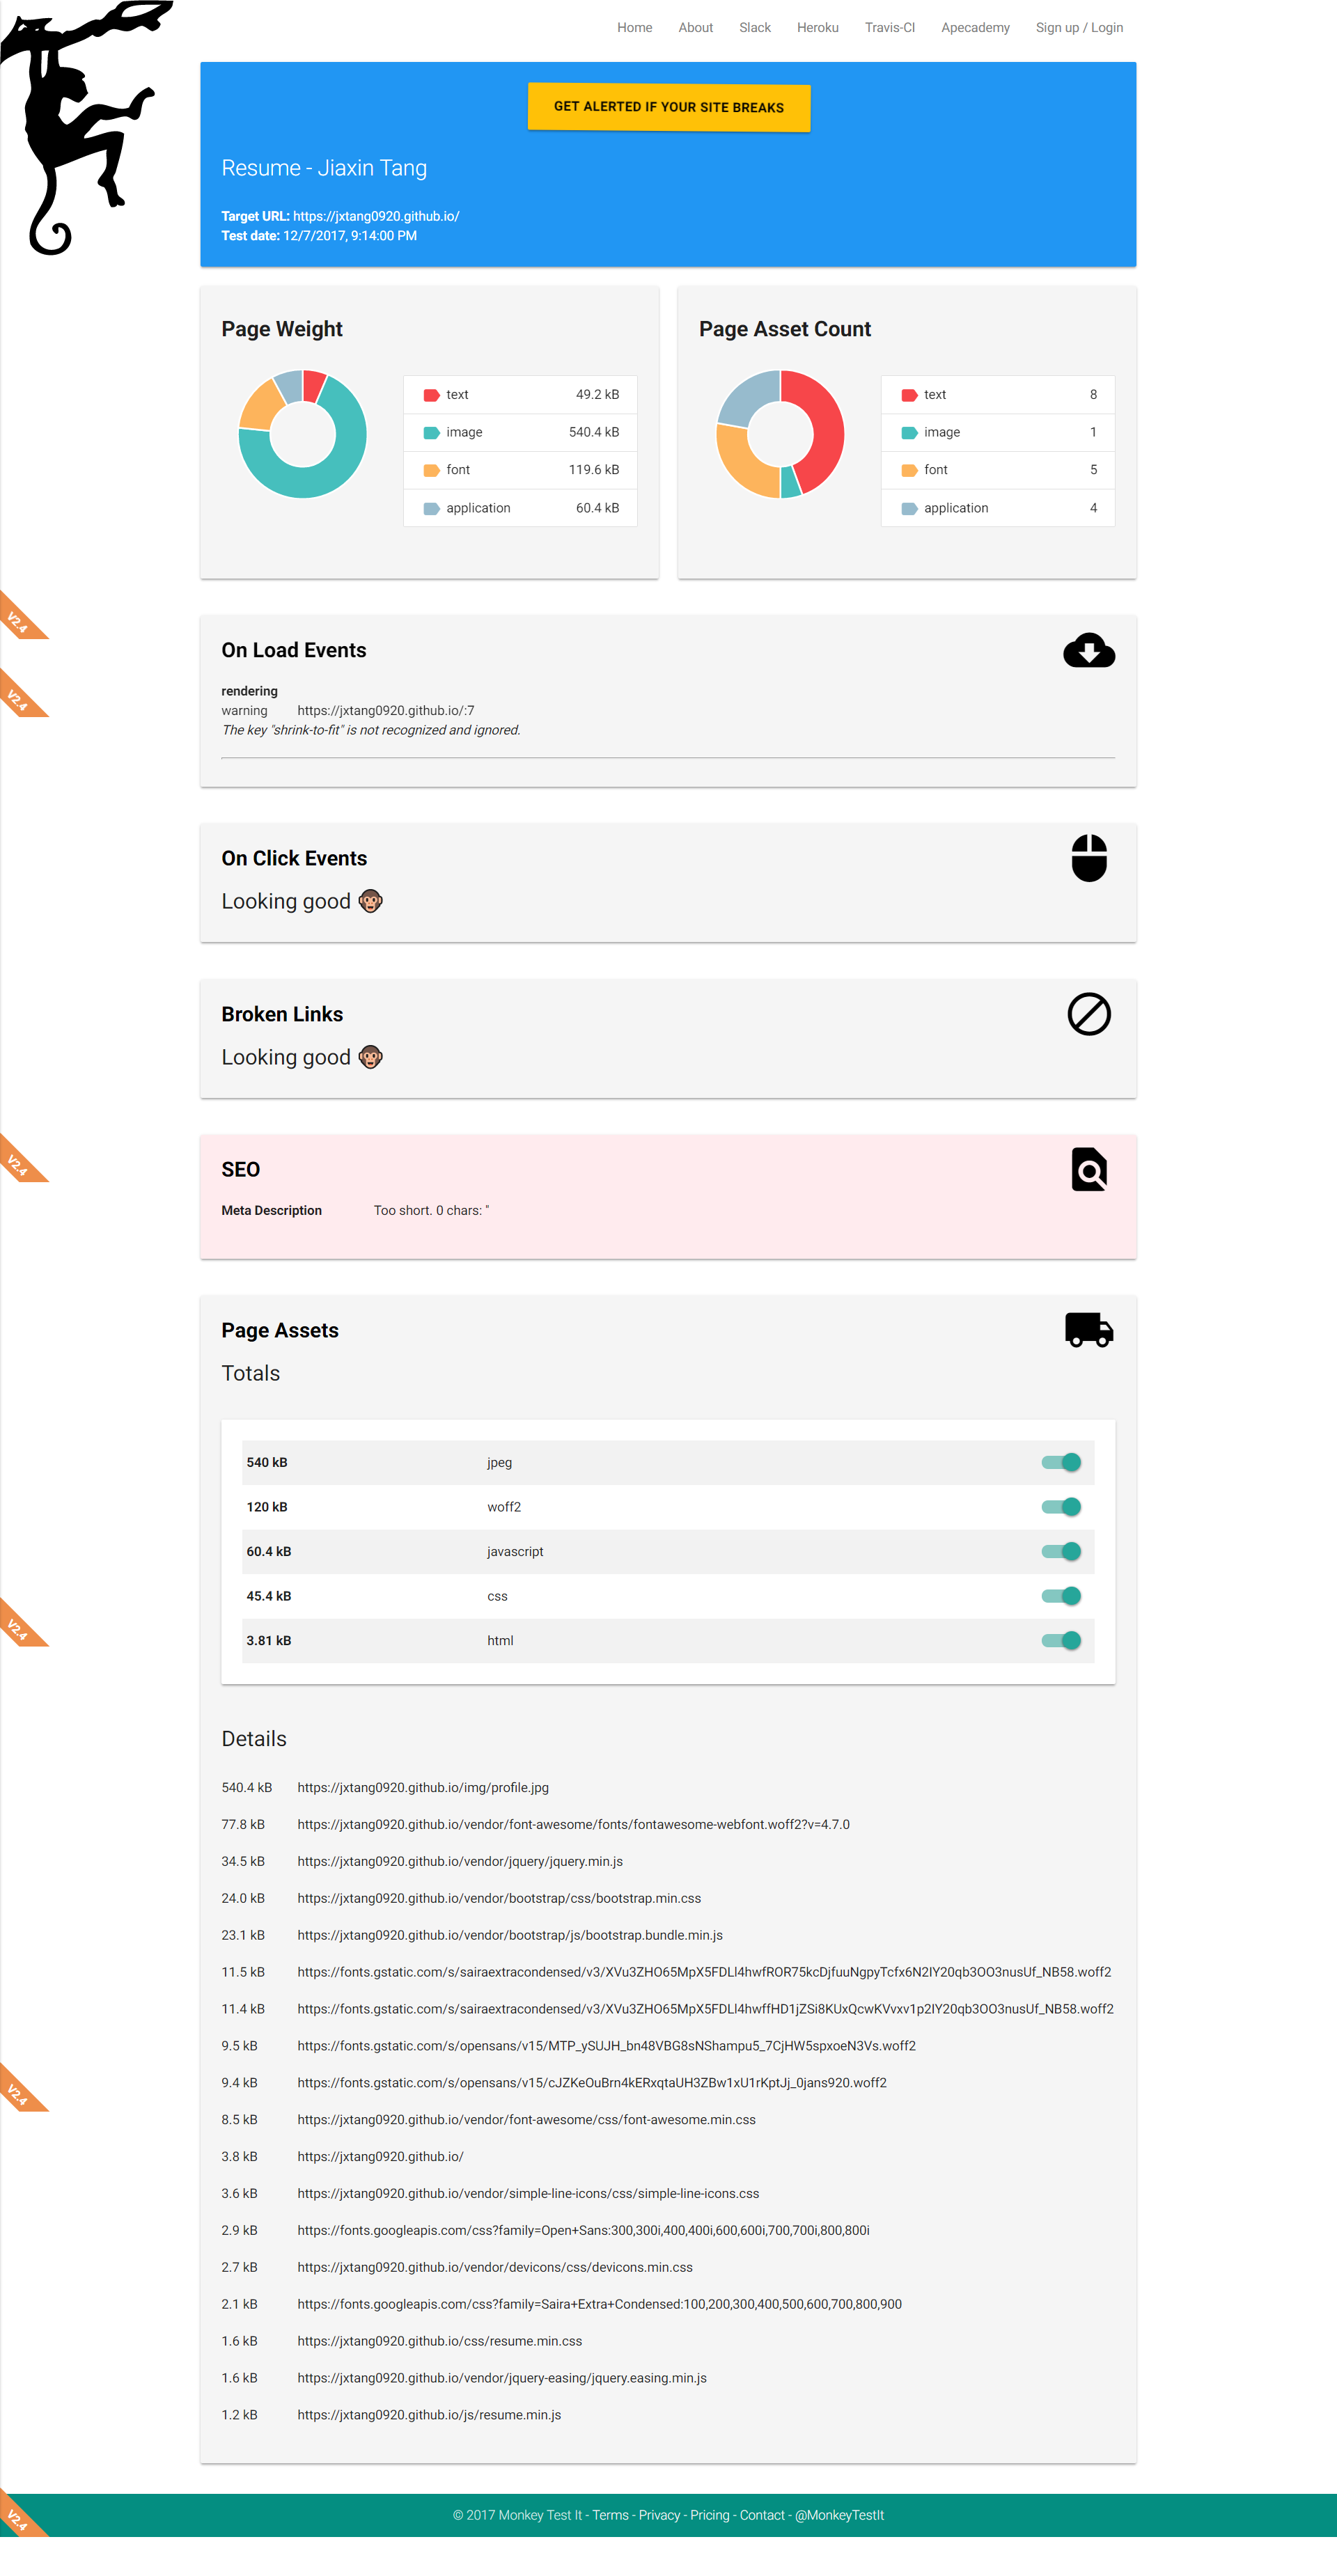 Home About Slack Heroku Travis-CI Apecademy Sign up / Login
GET ALERTED IF YOUR SITE BREAKS
Resume - Jiaxin Tang
Target URL: https://jxtang0920.github.io/
Test date: 12/7/2017, 9:14:00 PM
Page Weight
text 49.2 kB
image 540.4 kB
font 119.6 kB
application 60.4 kB
Page Asset Count
text 8
image 1
font 5
application 4
V2.4
On Load Events
rendering
warning https://jxtang0920.github.io/:7
The key "shrink-to-fit" is not recognized and ignored.
V2.4
On Click Events
Looking good
Broken Links
Looking good
V2.4
SEO
Meta Description Too short. 0 chars: ''
Page Assets
Totals
540 kB jpeg
120 kB woff2
60.4 kB javascript
45.4 kB css
3.81 kB html
V2.4
Details
540.4 kB https://jxtang0920.github.io/img/profile.jpg
77.8 kB https://jxtang0920.github.io/vendor/font-awesome/fonts/fontawesome-webfont.woff2?v=4.7.0
34.5 kB https://jxtang0920.github.io/vendor/jquery/jquery.min.js
24.0 kB https://jxtang0920.github.io/vendor/bootstrap/css/bootstrap.min.css
23.1 kB https://jxtang0920.github.io/vendor/bootstrap/js/bootstrap.bundle.min.js
11.5 kB https://fonts.gstatic.com/s/sairaextracondensed/v3/XVu3ZHO65MpX5FDLl4hwfROR75kcDjfuuNgpyTcfx6N2IY20qb3OO3nusUf_NB58.woff2
11.4 kB https://fonts.gstatic.com/s/sairaextracondensed/v3/XVu3ZHO65MpX5FDLl4hwffHD1jZSi8KUxQcwKVvxv1p2IY20qb3OO3nusUf_NB58.woff2
9.5 kB https://fonts.gstatic.com/s/opensans/v15/MTP_ySUJH_bn48VBG8sNShampu5_7CjHW5spxoeN3Vs.woff2
9.4 kB https://fonts.gstatic.com/s/opensans/v15/cJZKeOuBrn4kERxqtaUH3ZBw1xU1rKptJj_0jans920.woff2
V2.4
8.5 kB https://jxtang0920.github.io/vendor/font-awesome/css/font-awesome.min.css
3.8 kB https://jxtang0920.github.io/
3.6 kB https://jxtang0920.github.io/vendor/simple-line-icons/css/simple-line-icons.css
2.9 kB https://fonts.googleapis.com/css?family=Open+Sans:300,300i,400,400i,600,600i,700,700i,800,800i
2.7 kB https://jxtang0920.github.io/vendor/devicons/css/devicons.min.css
2.1 kB https://fonts.googleapis.com/css?family=Saira+Extra+Condensed:100,200,300,400,500,600,700,800,900
1.6 kB https://jxtang0920.github.io/css/resume.min.css
1.6 kB https://jxtang0920.github.io/vendor/jquery-easing/jquery.easing.min.js
1.2 kB https://jxtang0920.github.io/js/resume.min.js
V2.4
© 2017 Monkey Test It - Terms - Privacy - Pricing - Contact - @MonkeyTestIt